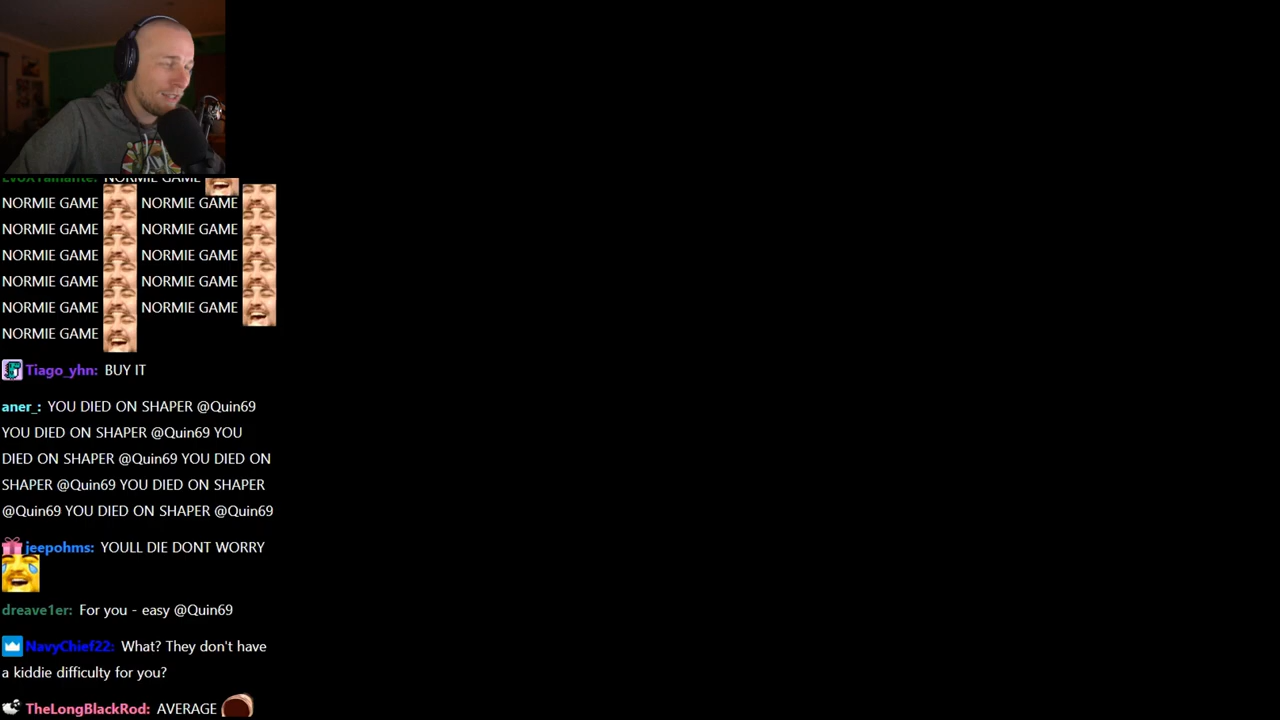 NORMIE GAME
NORMIE GAME NORMIE GAME
NORMIE GAME NORMIE GAME
NORMIE GAME NORMIE GAME
NORMIE GAME NORMIE GAME
NORMIE GAME NORMIE GAME
NORMIE GAME
Tiago_yhn: BUY IT
aner_: YOU DIED ON SHAPER @Quin69
YOU DIED ON SHAPER @Quin69 YOU
DIED ON SHAPER @Quin69 YOU DIED ON
SHAPER @Quin69 YOU DIED ON SHAPER
@Quin69 YOU DIED ON SHAPER @Quin69
jeepohms: YOULL DIE DONT WORRY
dreave1er: For you - easy @Quin69
NavyChief22: What? They don't have
a kiddie difficulty for you?
TheLongBlackRod: AVERAGE